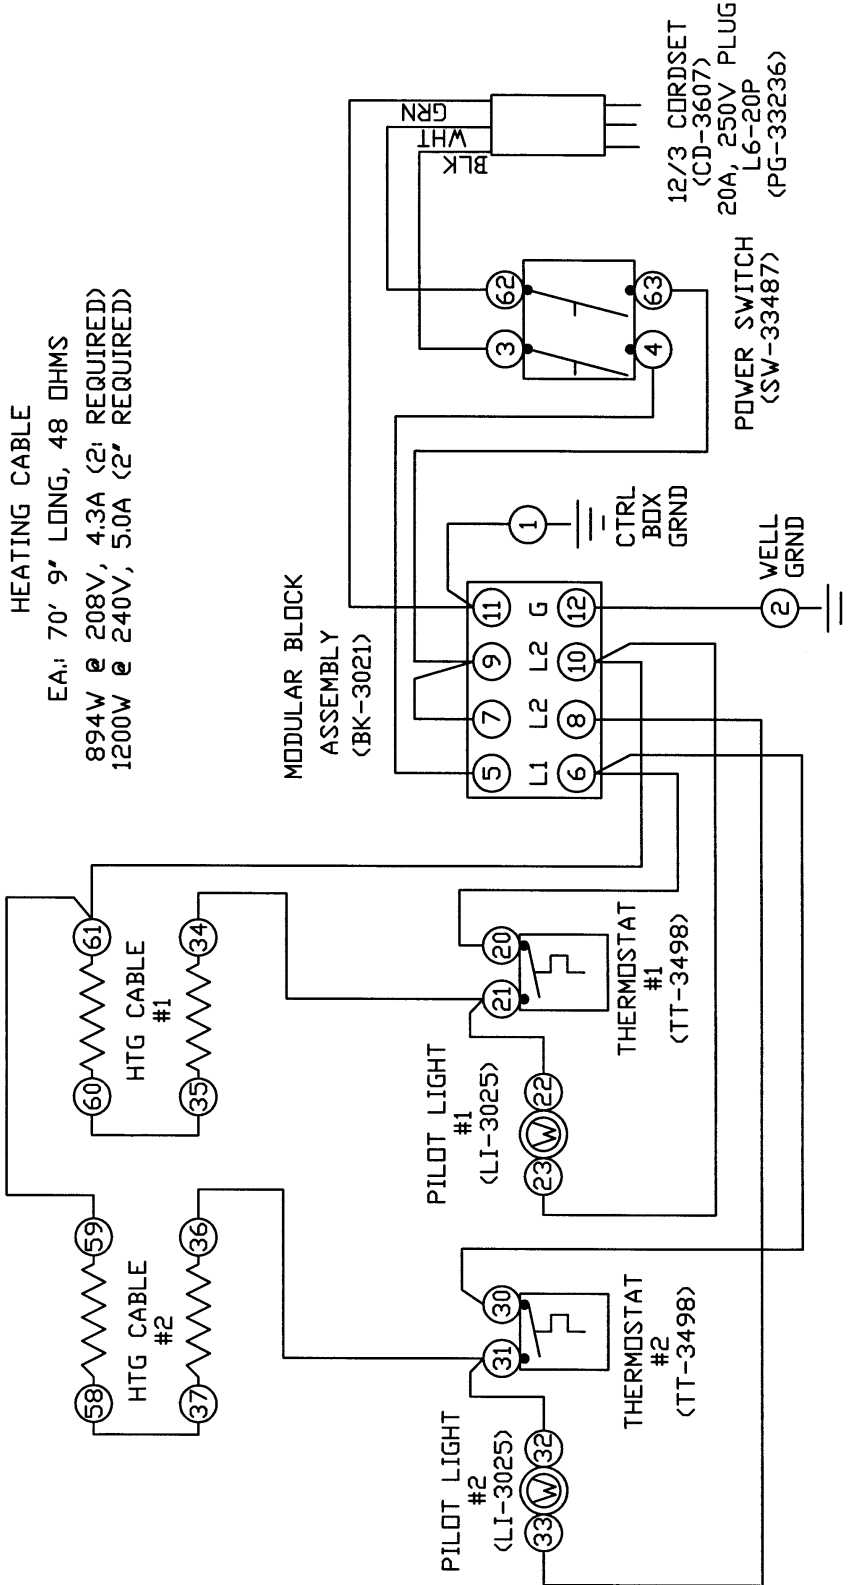 HEATING CABLE
EA.: 70' 9" LONG, 48 OHMS
894W @ 208V, 4.3A (2: REQUIRED)
1200W @ 240V, 5.0A (2" REQUIRED)
59
58
HTG CABLE
#2
36
37
61
60
HTG CABLE
#1
34
35
MODULAR BLOCK
ASSEMBLY
(BK-3021)
5
7
9
11
L1
L2
L2
G
6
8
10
12
1
CTRL
BOX
GRND
2
WELL
GRND
3
62
4
63
POWER SWITCH
(SW-33487)
BLK
WHT
GRN
12/3 CORDSET
(CD-3607)
20A, 250V PLUG
L6-20P
(PG-33236)
PILOT LIGHT
#2
(LI-3025)
33
W
32
31
30
THERMOSTAT
#2
(TT-3498)
PILOT LIGHT
#1
(LI-3025)
23
W
22
21
20
THERMOSTAT
#1
(TT-3498)